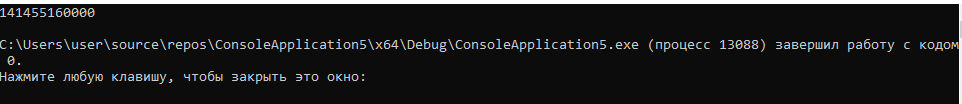 141455160000
C:\Users\user\source\repos\ConsoleApplication5\x64\Debug\ConsoleApplication5.exe (процесс 13088) завершил работу с кодом
0.
Нажмите любую клавишу, чтобы закрыть это окно: